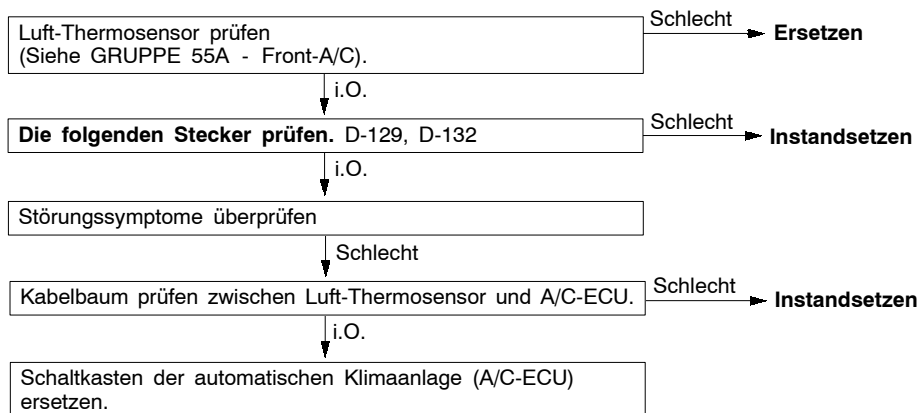 Luft-Thermosensor prüfen
(Siehe GRUPPE 55A - Front-A/C).
Schlecht
Ersetzen
i.O.
Die folgenden Stecker prüfen. D-129, D-132
Schlecht
Instandsetzen
i.O.
Störungssymptome überprüfen
Schlecht
Kabelbaum prüfen zwischen Luft-Thermosensor und A/C-ECU.
Schlecht
Instandsetzen
i.O.
Schaltkasten der automatischen Klimaanlage (A/C-ECU)
ersetzen.